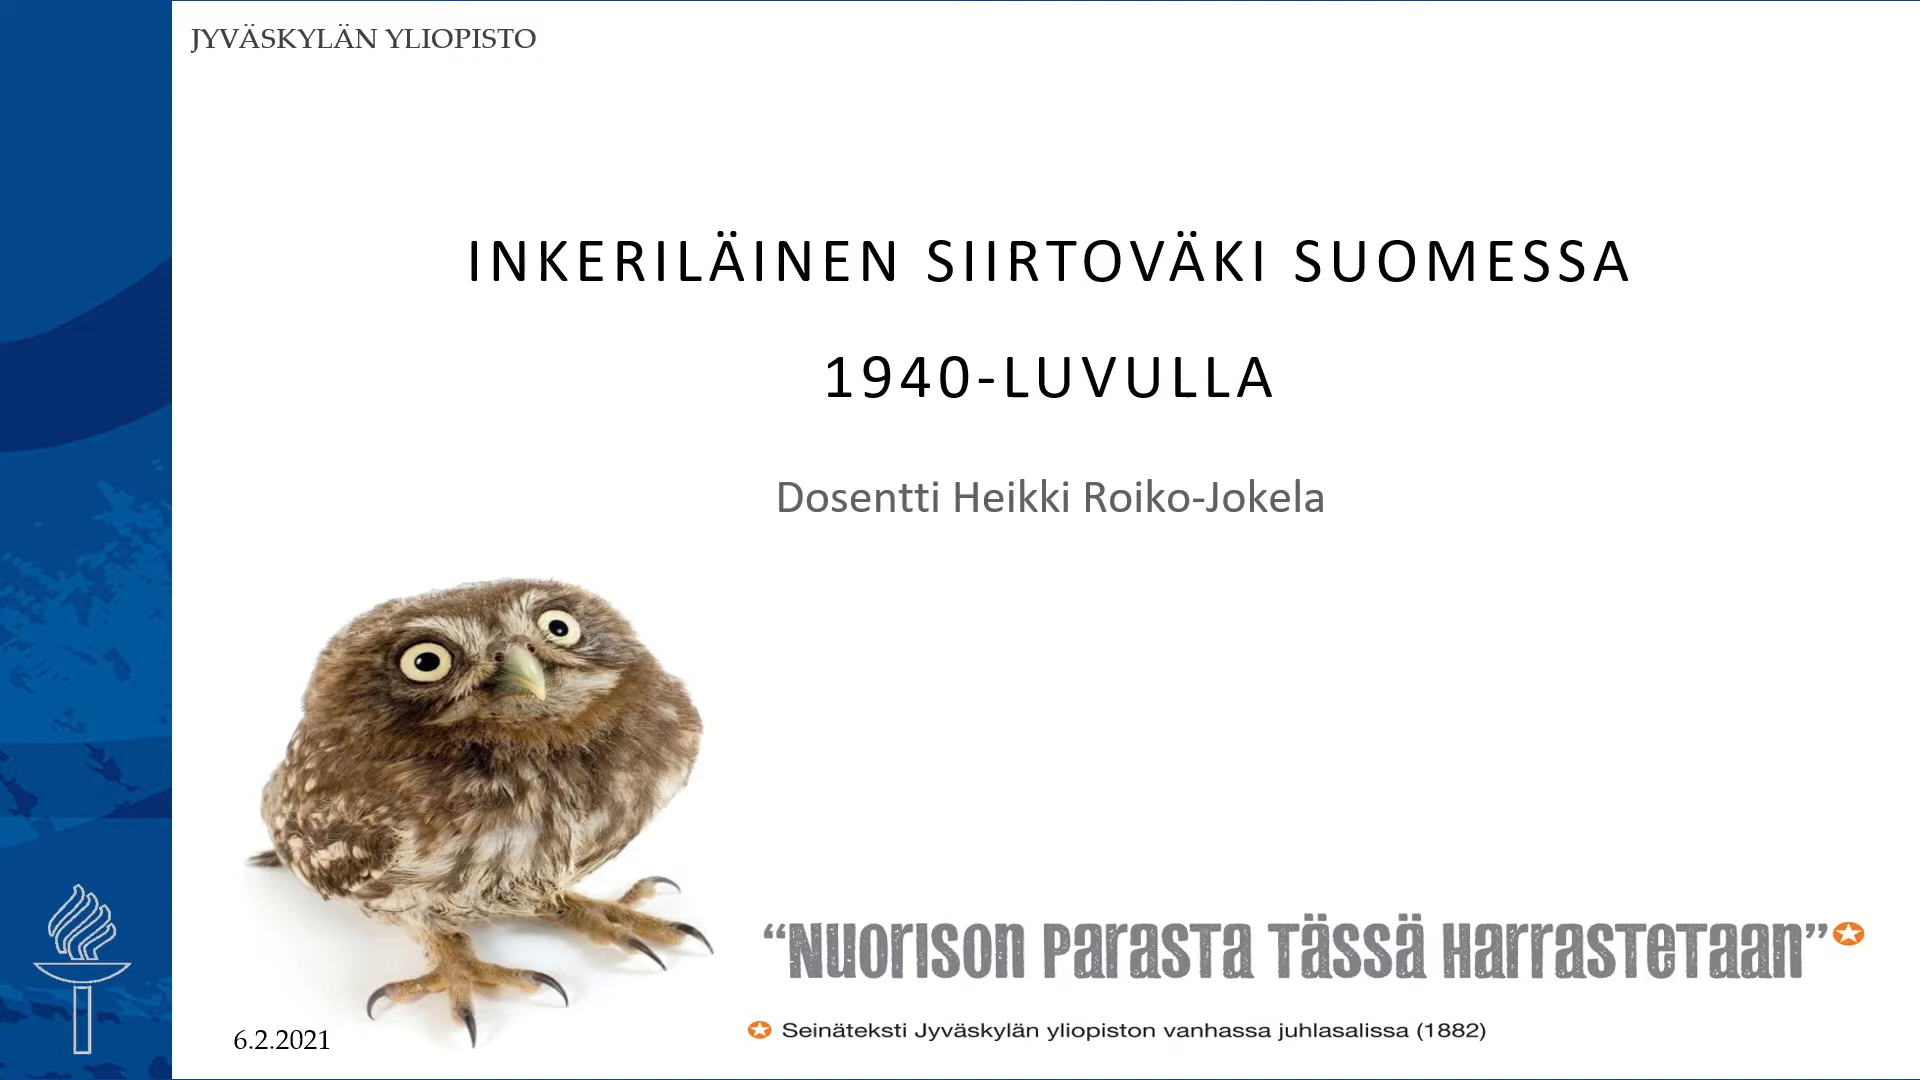 JYVÄSKYLÄN YLIOPISTO
INKERILÄINEN SIIRTOVÄKI SUOMESSA
1940-LUVULLA
Dosentti Heikki Roiko-Jokela
“Nuorison parasta tässä harrastetaan”
Seinäteksti Jyväskylän yliopiston vanhassa juhlasalissa (1882)
6.2.2021